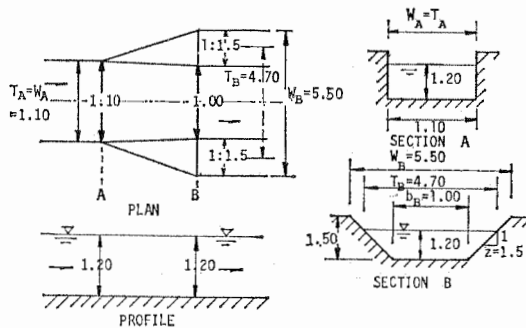 1:1.5
T_A=W_A
=1.10
1.10
1.00
T_B=4.70
W_B=5.50
1:1.5
A
B
PLAN
1.20
1.20
PROFILE
W_A=T_A
1.20
1.10
SECTION A
W_B=5.50
T_B=4.70
b_B=1.00
1.50
1.20
1
z=1.5
SECTION B